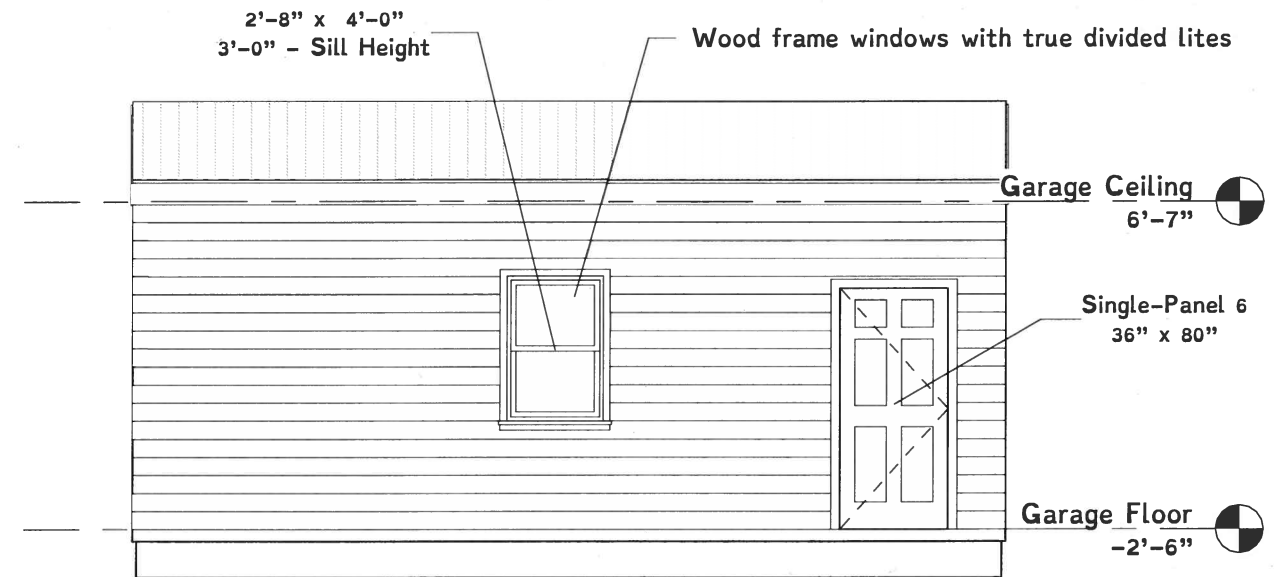 2'-8" x 4'-0"
3'-0" - Sill Height
Wood frame windows with true divided lites
Garage Ceiling
6'-7"
Single-Panel 6
36" x 80"
Garage Floor
-2'-6"